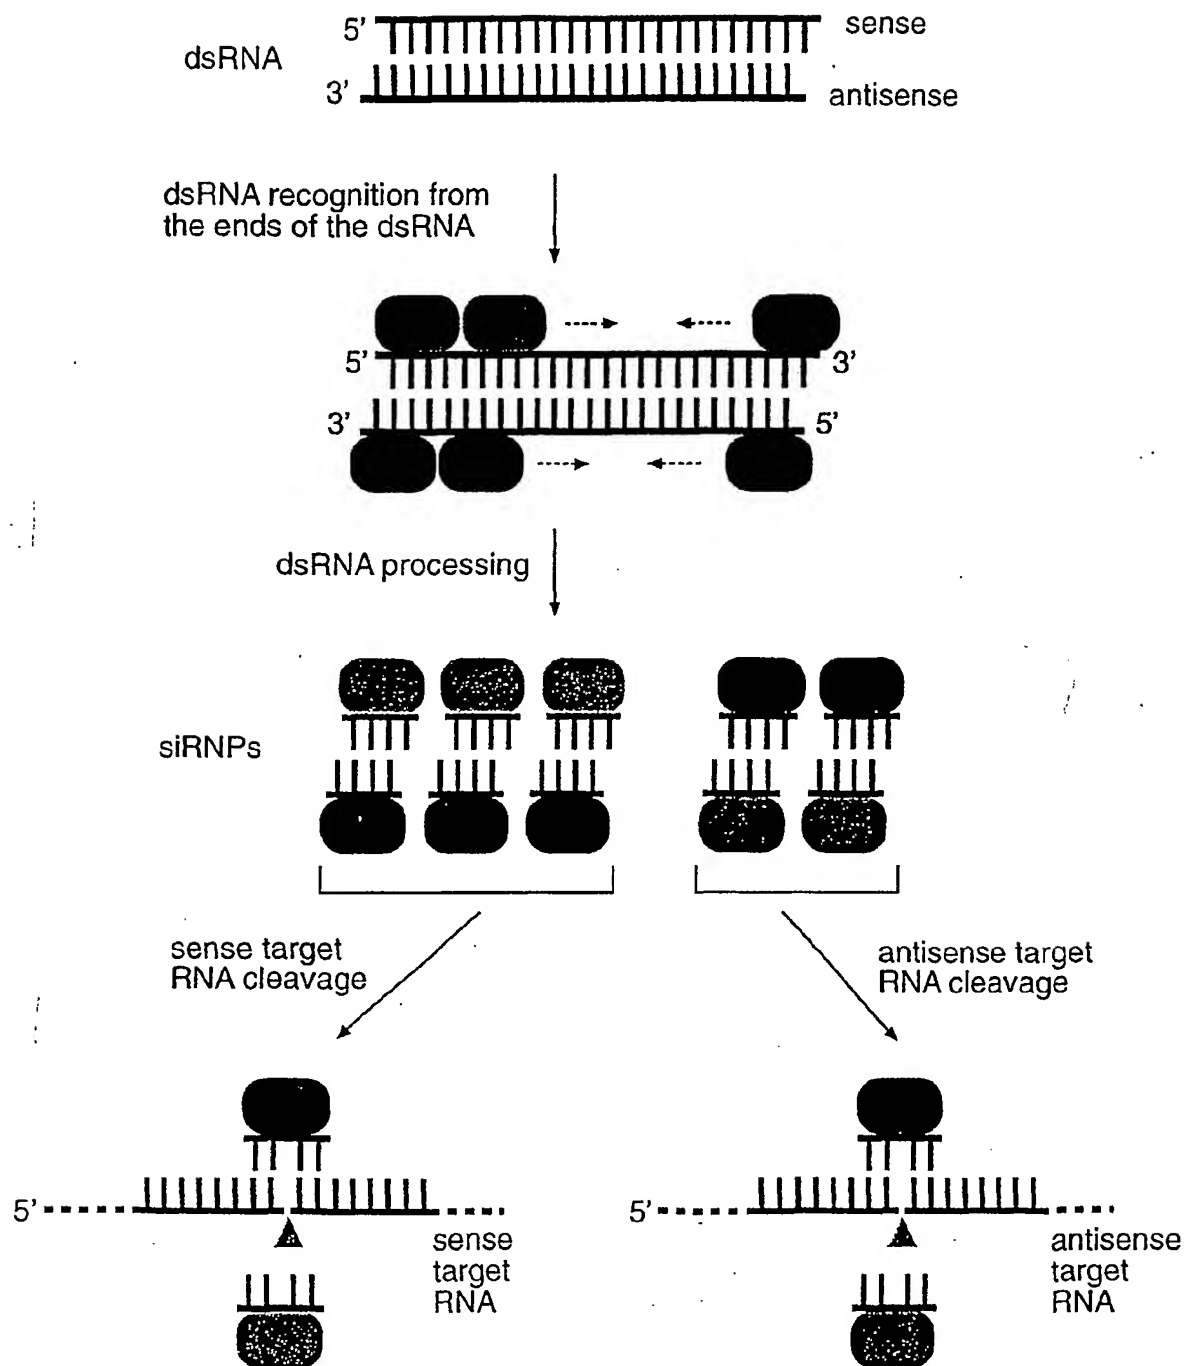 5'
sense
dsRNA
3'
antisense
dsRNA recognition from
the ends of the dsRNA
5'
3'
3'
5'
dsRNA processing
siRNPs
sense target
RNA cleavage
antisense target
RNA cleavage
5'
sense
target
RNA
5'
antisense
target
RNA